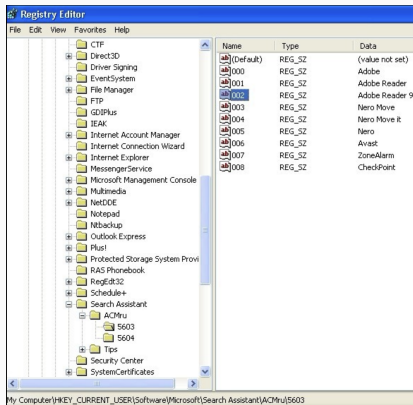 Registry Editor
File Edit View Favorites Help
CTF
Direct3D
Driver Signing
EventSystem
File Manager
FTP
GDIPlus
IEAK
Internet Account Manager
Internet Connection Wizard
Internet Explorer
MessengerService
Microsoft Management Console
Multimedia
NetDDE
Notepad
Ntbackup
Outlook Express
Plus!
Protected Storage System Provi
RAS Phonebook
RegEdt32
Schedule+
Search Assistant
ACMru
5603
5604
Tips
Security Center
SystemCertificates
Name Type Data
(Default) REG_SZ (value not set)
000 REG_SZ Adobe
001 REG_SZ Adobe Reader
002 REG_SZ Adobe Reader 9
003 REG_SZ Nero Move
004 REG_SZ Nero Move it
005 REG_SZ Nero
006 REG_SZ Avast
007 REG_SZ ZoneAlarm
008 REG_SZ CheckPoint
My Computer\HKEY_CURRENT_USER\Software\Microsoft\Search Assistant\ACMru\5603